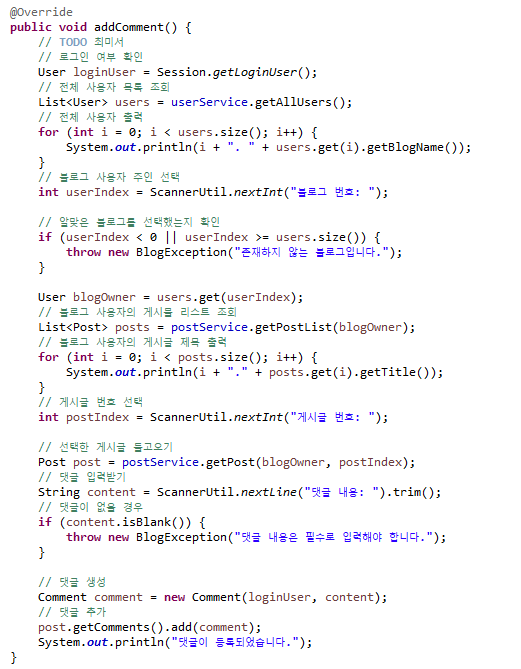 @Override
public void addComment() {
    // TODO 최미서
    // 로그인 여부 확인
    User loginUser = Session.getLoginUser();
    // 전체 사용자 목록 조회
    List<User> users = userService.getAllUsers();
    // 전체 사용자 출력
    for (int i = 0; i < users.size(); i++) {
        System.out.println(i + ". " + users.get(i).getBlogName());
    }
    // 블로그 사용자 주인 선택
    int userIndex = ScannerUtil.nextInt("블로그 번호: ");

    // 알맞은 블로그를 선택했는지 확인
    if (userIndex < 0 || userIndex >= users.size()) {
        throw new BlogException("존재하지 않는 블로그입니다.");
    }

    User blogOwner = users.get(userIndex);
    // 블로그 사용자의 게시물 리스트 조회
    List<Post> posts = postService.getPostList(blogOwner);
    // 블로그 사용자의 게시글 제목 출력
    for (int i = 0; i < posts.size(); i++) {
        System.out.println(i + "." + posts.get(i).getTitle());
    }
    // 게시글 번호 선택
    int postIndex = ScannerUtil.nextInt("게시글 번호: ");

    // 선택한 게시글 들고오기
    Post post = postService.getPost(blogOwner, postIndex);
    // 댓글 입력받기
    String content = ScannerUtil.nextLine("댓글 내용: ").trim();
    // 댓글이 없을 경우
    if (content.isBlank()) {
        throw new BlogException("댓글 내용은 필수로 입력해야 합니다.");
    }

    // 댓글 생성
    Comment comment = new Comment(loginUser, content);
    // 댓글 추가
    post.getComments().add(comment);
    System.out.println("댓글이 등록되었습니다.");
}